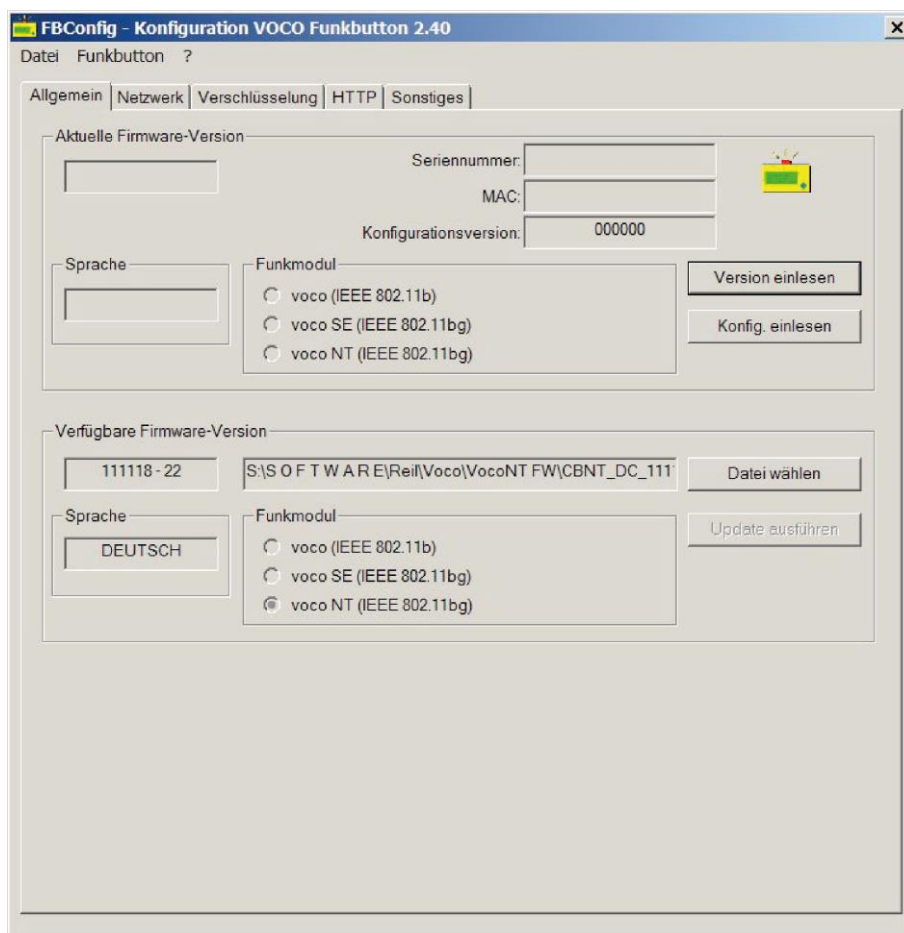 FBConfig - Konfiguration VOCO Funkbutton 2.40
Datei Funkbutton ?
Allgemein Netzwerk Verschlüsselung HTTP Sonstiges
Aktuelle Firmware-Version
Seriennummer:
MAC:
Konfigurationsversion: 000000
Sprache
Funkmodul
voco (IEEE 802.11b)
voco SE (IEEE 802.11bg)
voco NT (IEEE 802.11bg)
Version einlesen
Konfig. einlesen
Verfügbare Firmware-Version
111118 - 22
S:\S O F T W A R E\Reil\Voco\VocoNT FW\CBNT_DC_111
Datei wählen
Sprache
DEUTSCH
Funkmodul
voco (IEEE 802.11b)
voco SE (IEEE 802.11bg)
voco NT (IEEE 802.11bg)
Update ausführen